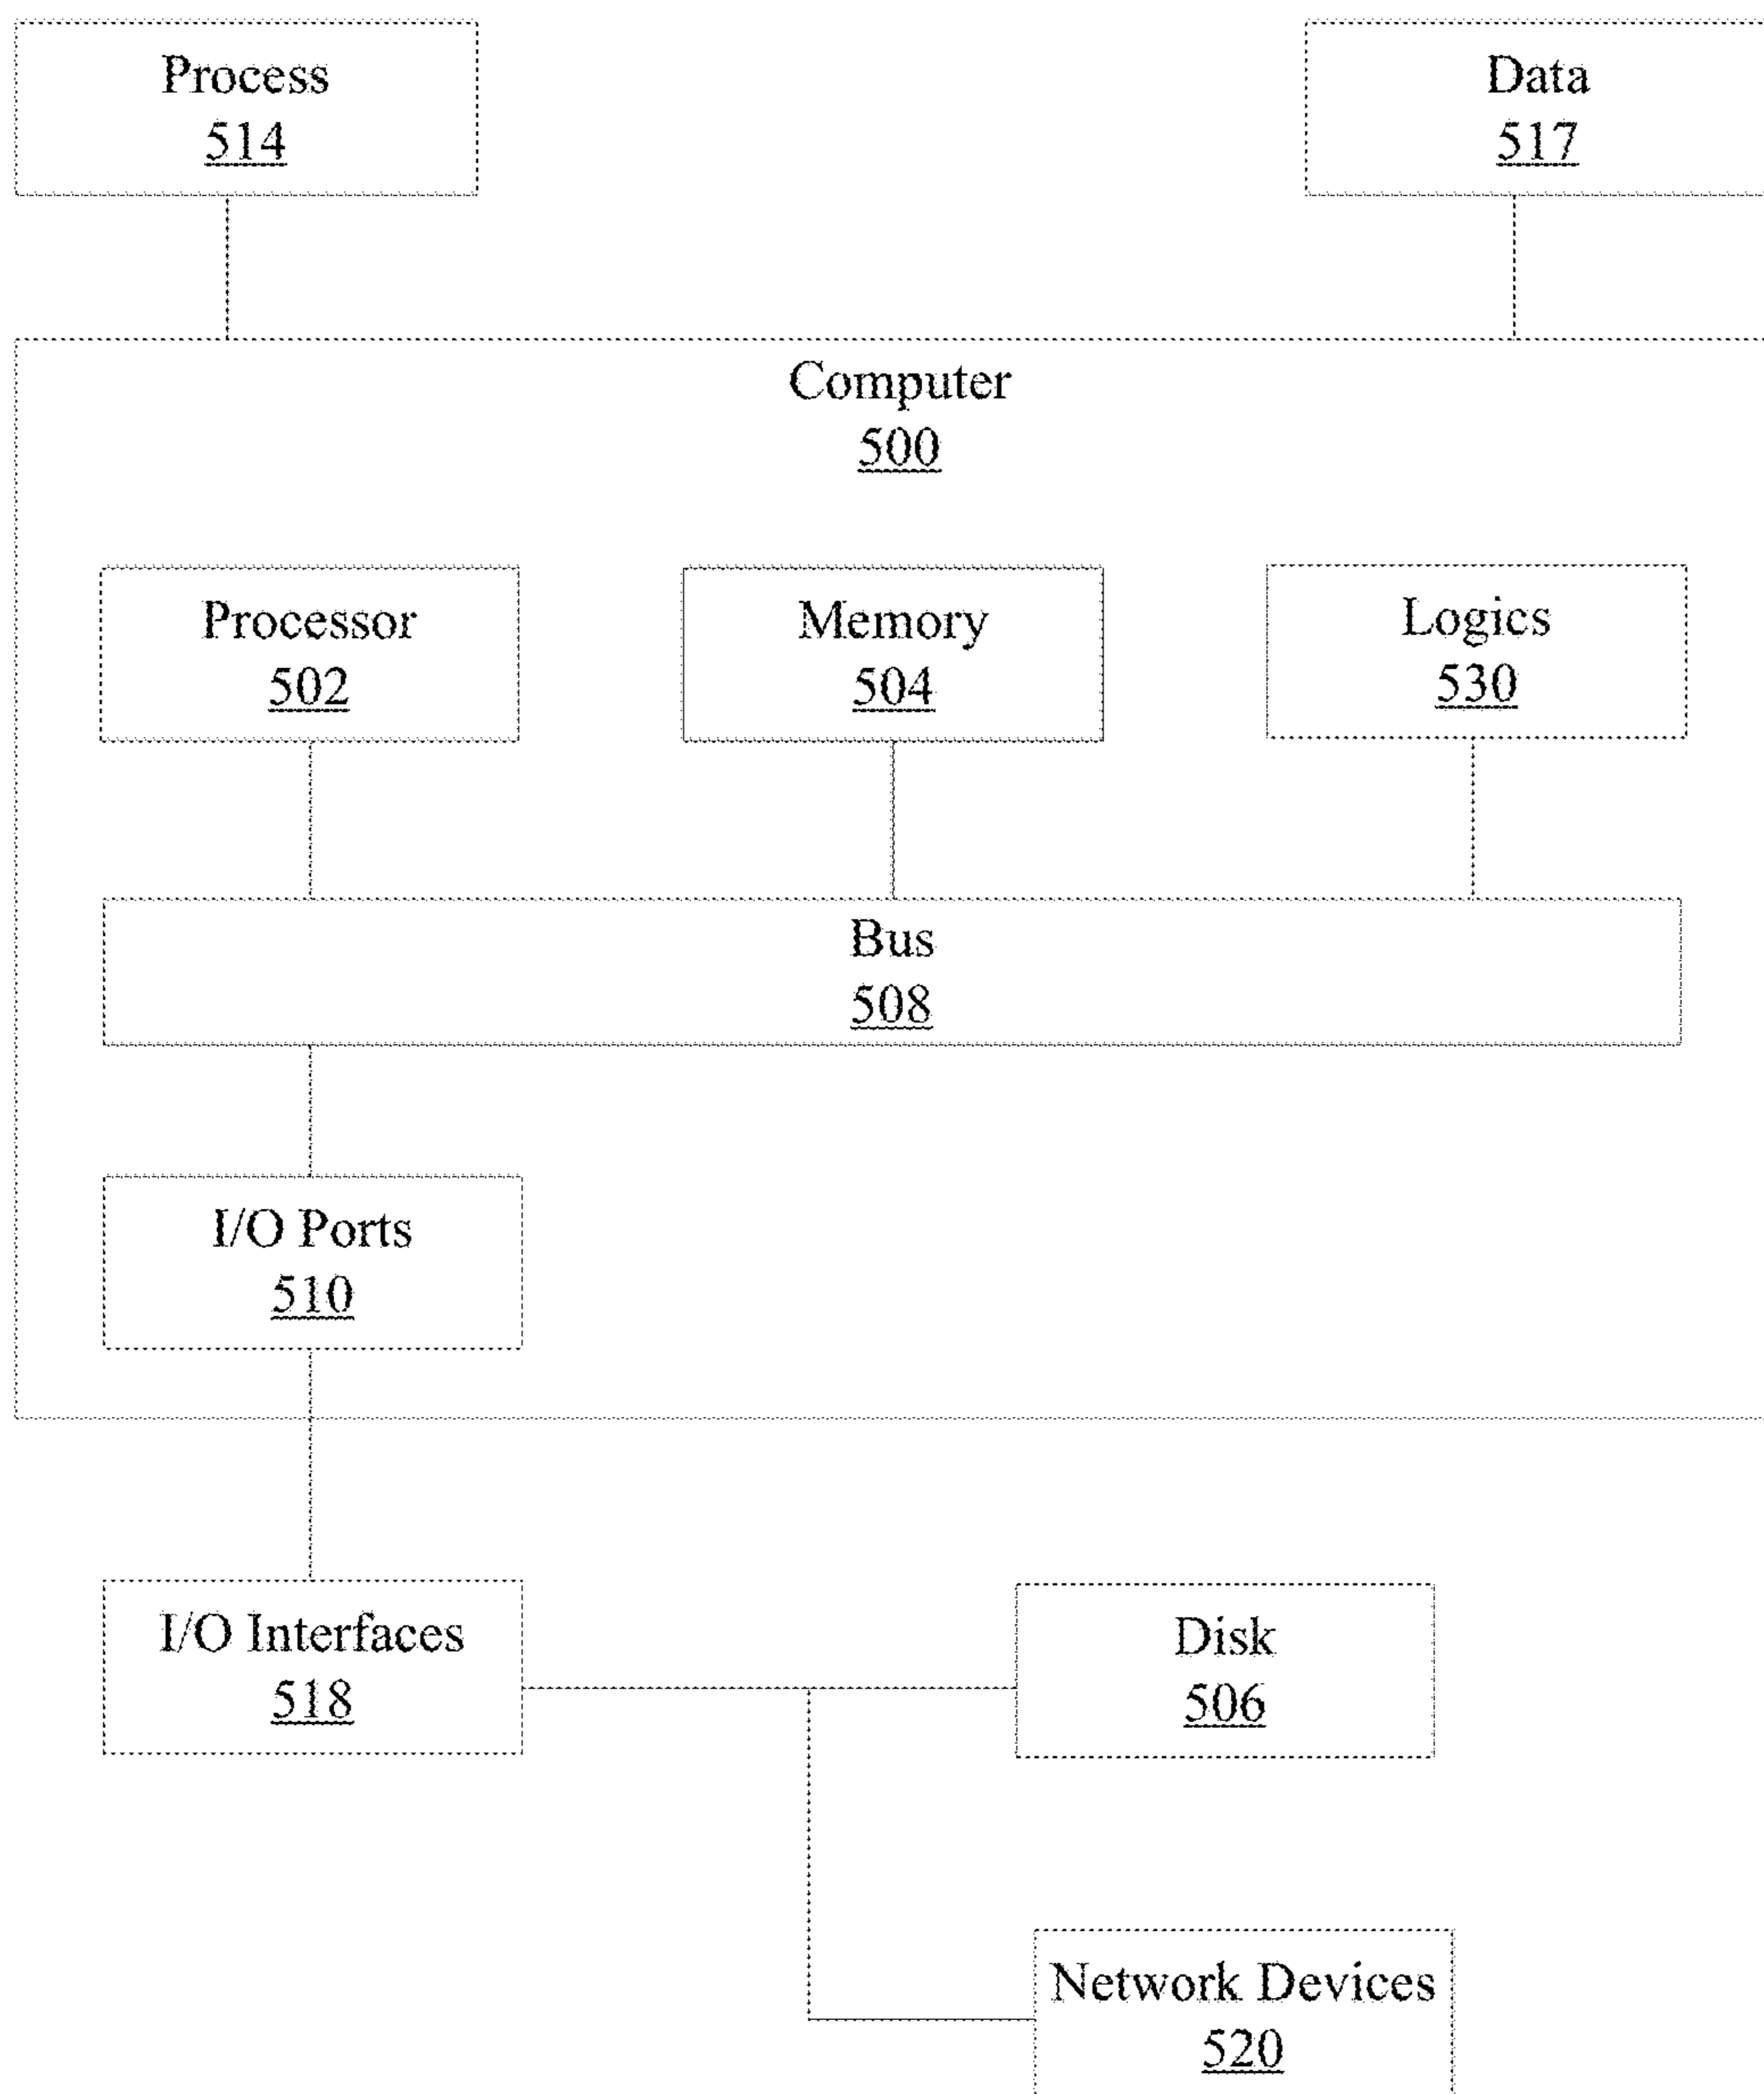 Process
514
Data
517
Computer
500
Processor
502
Memory
504
Logics
530
Bus
508
I/O Ports
510
I/O Interfaces
518
Disk
506
Network Devices
520